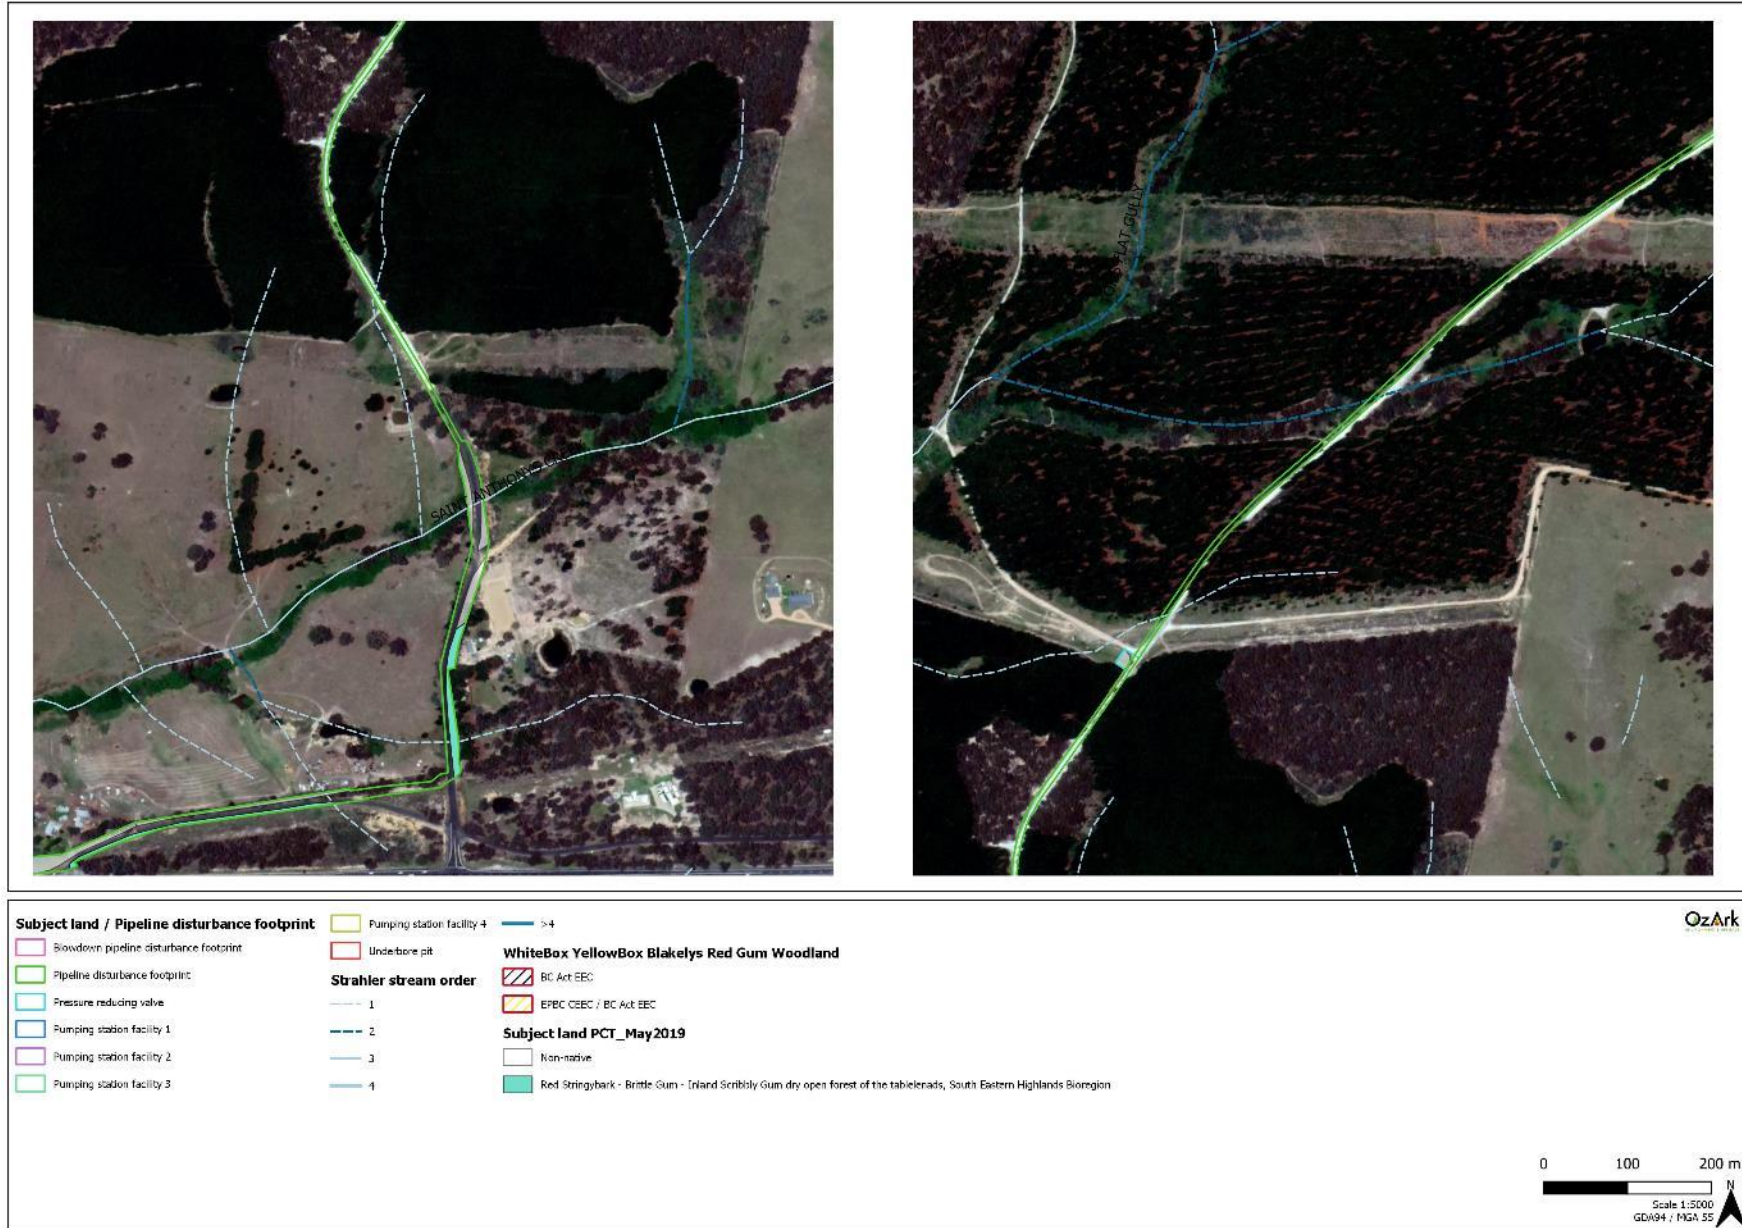 SAINT ANTHONYS CRE
FLAT GULLY
Subject land / Pipeline disturbance footprint
Blowdown pipeline disturbance footprint
Pipeline disturbance footprint
Pressure reducing valve
Pumping station facility 1
Pumping station facility 2
Pumping station facility 3
Pumping station facility 4
Underbore pit
Strahler stream order
1
2
3
4
>4
WhiteBox YellowBox Blakelys Red Gum Woodland
BC Act EEC
EPBC CEEC / BC Act EEC
Subject land PCT_May2019
Non-native
Red Stringybark - Brittle Gum - Inland Scribbly Gum dry open forest of the tablelenads, South Eastern Highlands Bioregion
OzArk
0 100 200 m
N
Scale 1:5000
GDA94 / MGA 55